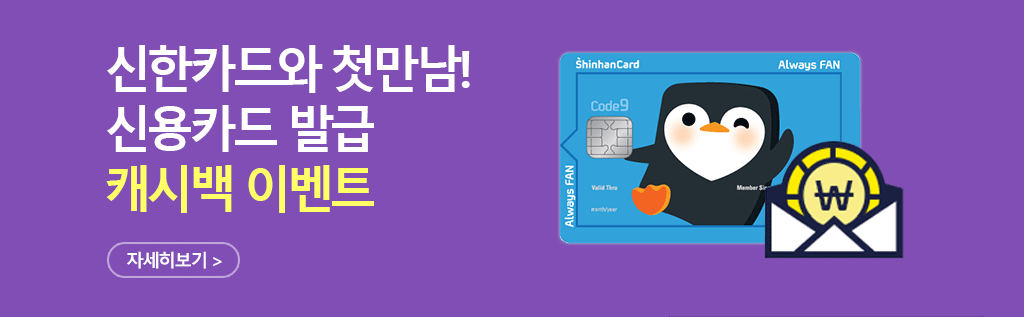 신한카드와 첫만남!
신용카드 발급
캐시백 이벤트
자세히보기 >
ShinhanCard
Always FAN
Code9
Always FAN
Valid Thru
Member Sin
month/year
₩